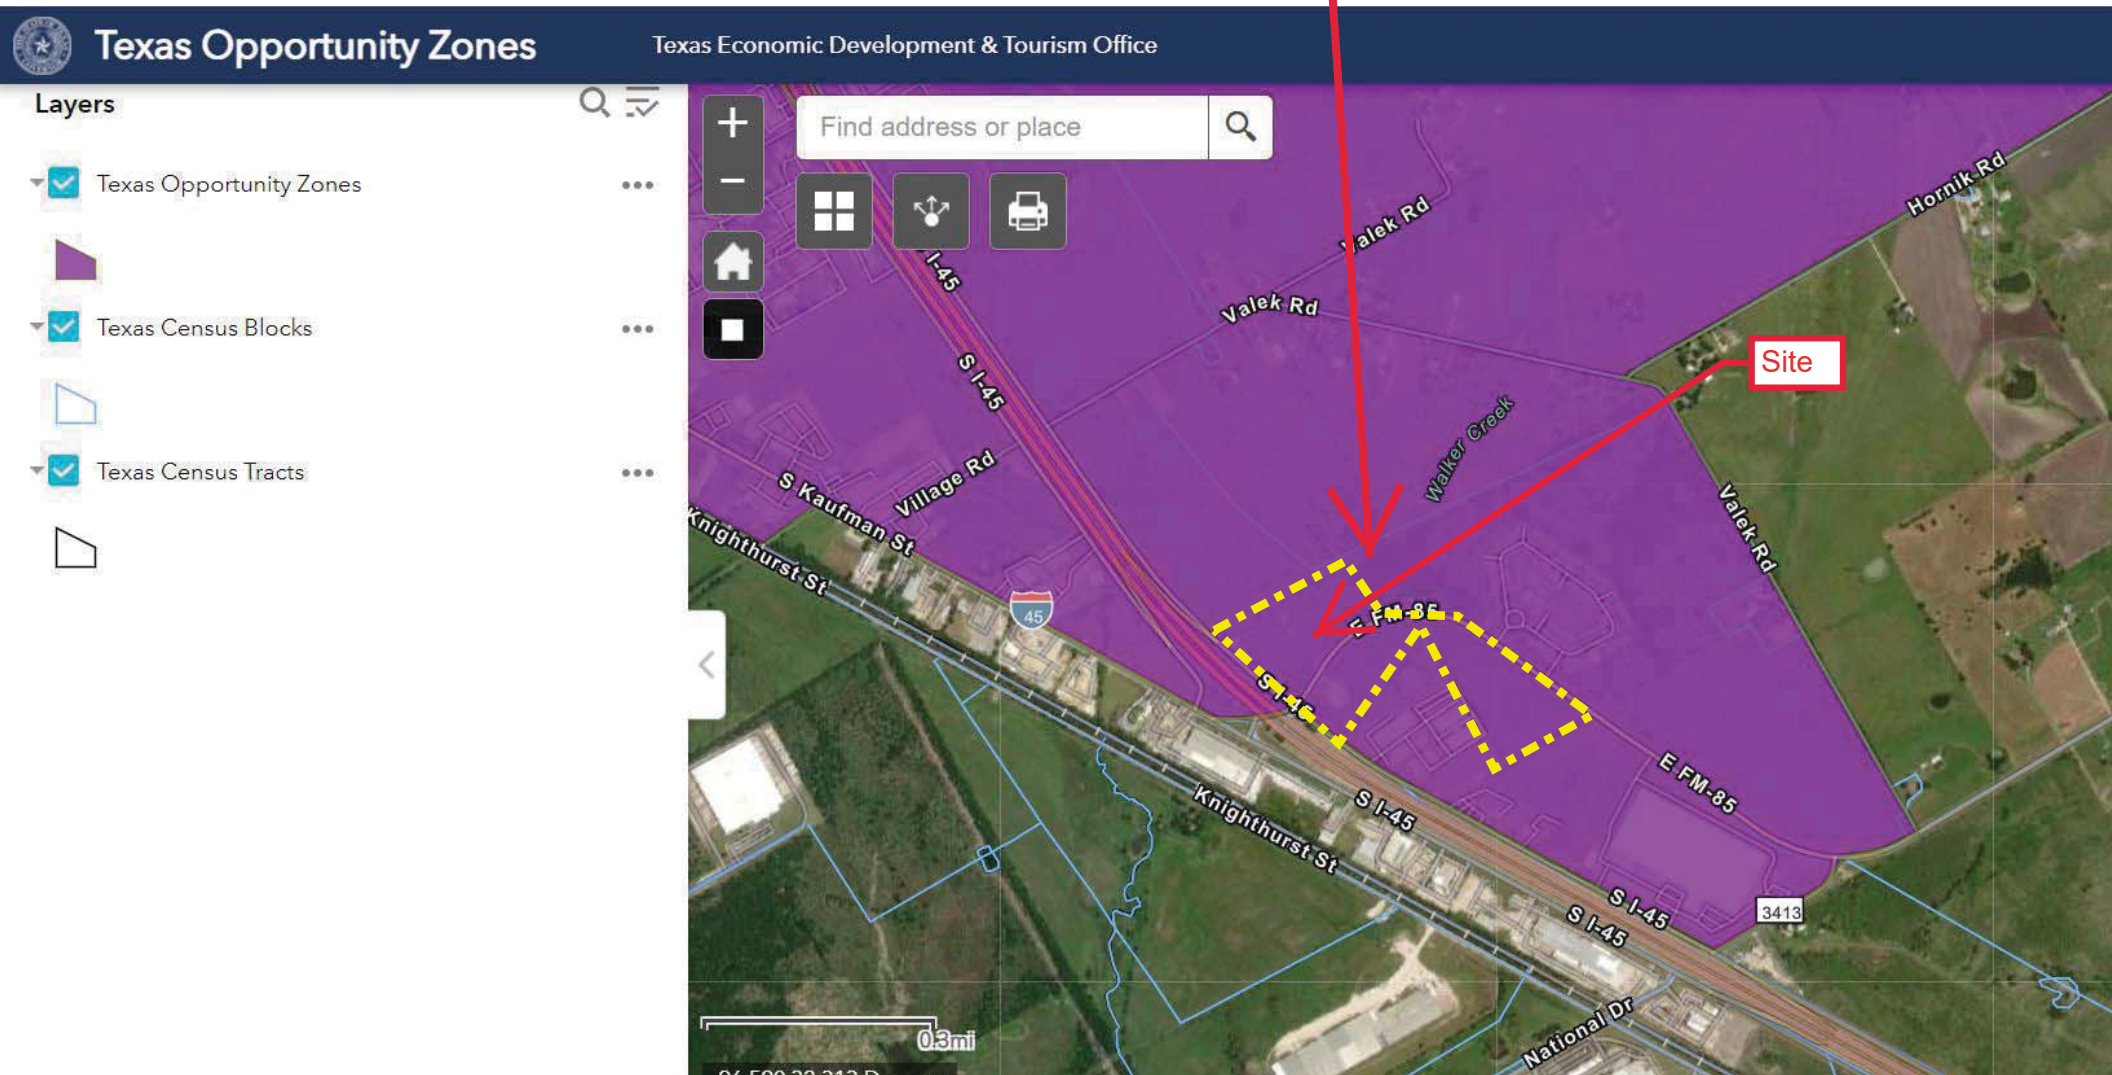 Texas Opportunity Zones
Texas Economic Development & Tourism Office
Layers
Find address or place
Texas Opportunity Zones
Texas Census Blocks
Texas Census Tracts
Hornik Rd
Valek Rd
Valek Rd
I-45
S I-45
Site
Walker Creek
Village Rd
S Kaufman St
Knighthurst St
Valek Rd
45
E FM-85
S I-45
E FM-85
S I-45
Knighthurst St
S I-45
S I-45
3413
National Dr
0.3mi